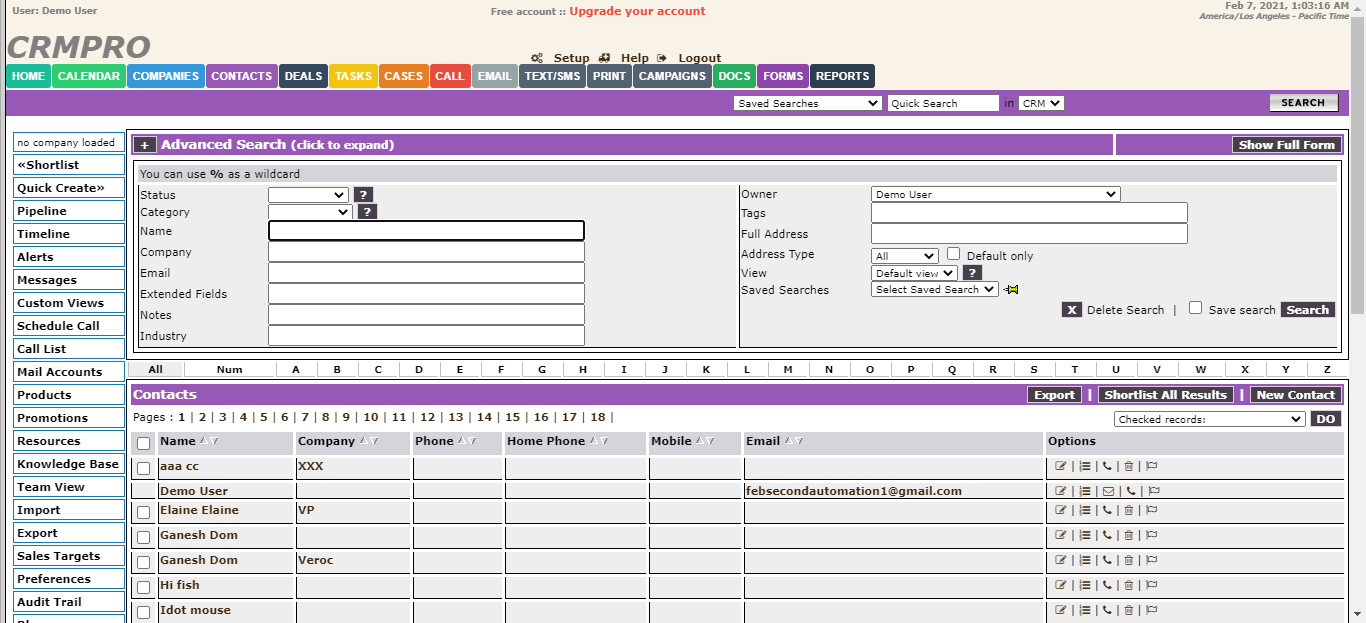 User: Demo User
Free account :: Upgrade your account
Feb 7, 2021, 1:03:16 AM
America/Los Angeles - Pacific Time
CRMPRO
Setup Help Logout
HOME CALENDAR COMPANIES CONTACTS DEALS TASKS CASES CALL EMAIL TEXT/SMS PRINT CAMPAIGNS DOCS FORMS REPORTS
Saved Searches Quick Search in CRM SEARCH
no company loaded
«Shortlist
Quick Create»
Pipeline
Timeline
Alerts
Messages
Custom Views
Schedule Call
Call List
Mail Accounts
Products
Promotions
Resources
Knowledge Base
Team View
Import
Export
Sales Targets
Preferences
Audit Trail
+ Advanced Search (click to expand) Show Full Form
You can use % as a wildcard
Status ?
Category ?
Name
Company
Email
Extended Fields
Notes
Industry
Owner Demo User
Tags
Full Address
Address Type All Default only
View Default view ?
Saved Searches Select Saved Search
X Delete Search | Save search Search
All Num A B C D E F G H I J K L M N O P Q R S T U V W X Y Z
Contacts Export | Shortlist All Results | New Contact
Pages : 1 | 2 | 3 | 4 | 5 | 6 | 7 | 8 | 9 | 10 | 11 | 12 | 13 | 14 | 15 | 16 | 17 | 18 |
Checked records: DO
Name Company Phone Home Phone Mobile Email Options
aaa cc XXX
Demo User febsecondautomation1@gmail.com
Elaine Elaine VP
Ganesh Dom
Ganesh Dom Veroc
Hi fish
Idot mouse